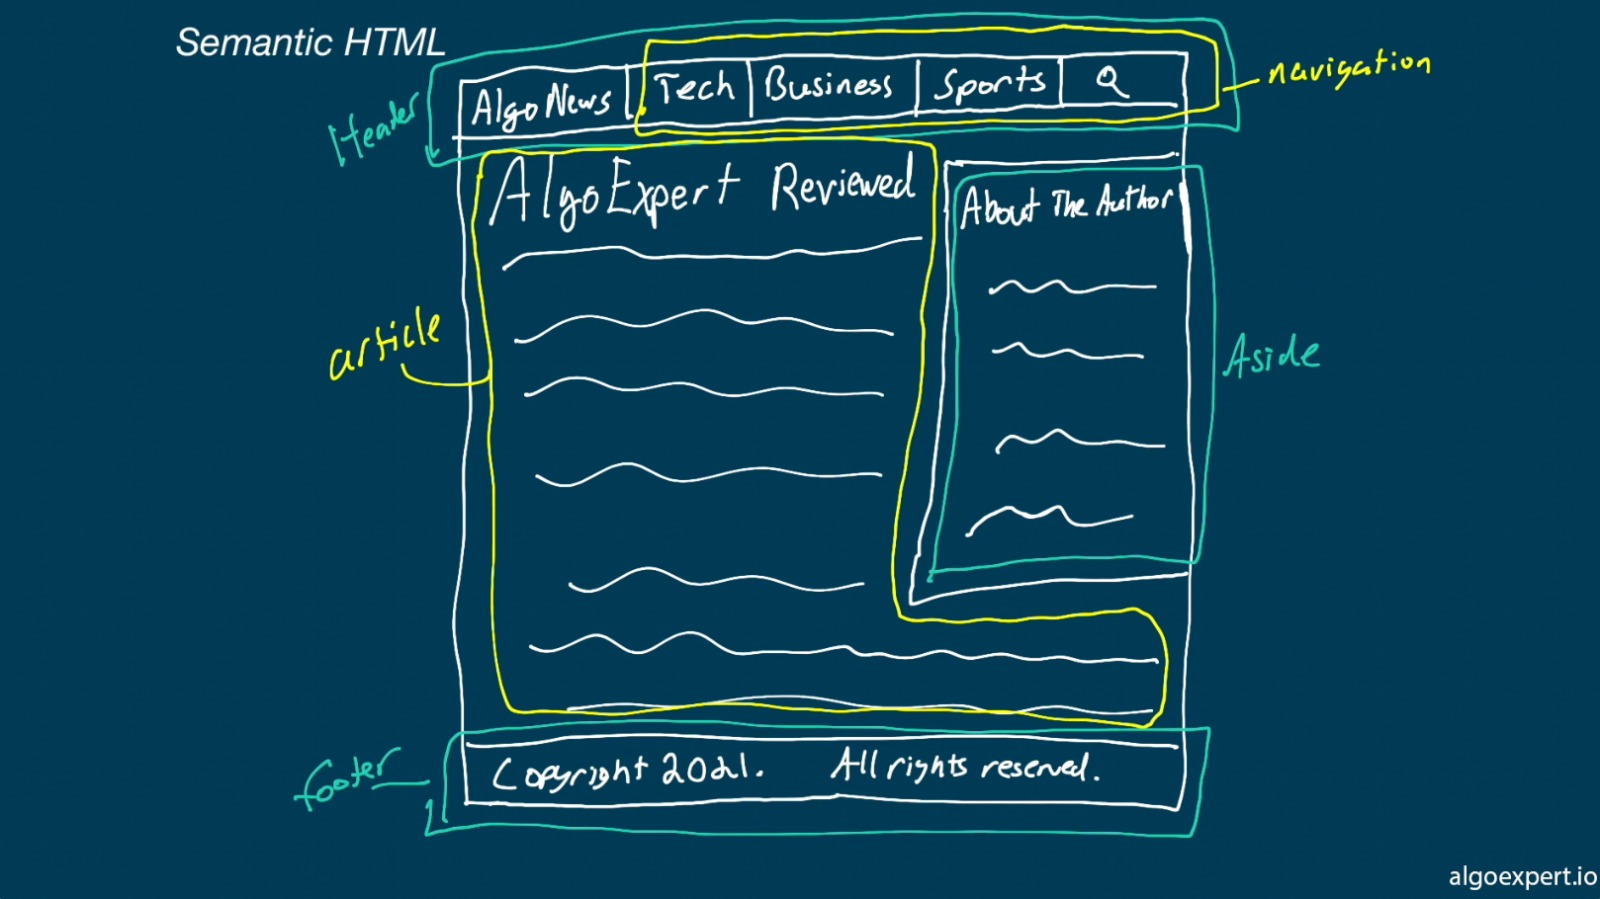 Semantic HTML
navigation
Header
AlgoNews Tech Business Sports Q
AlgoExpert Reviewed
About The Author
article
Aside
footer
Copyright 2021. All rights reserved.
algoexpert.io